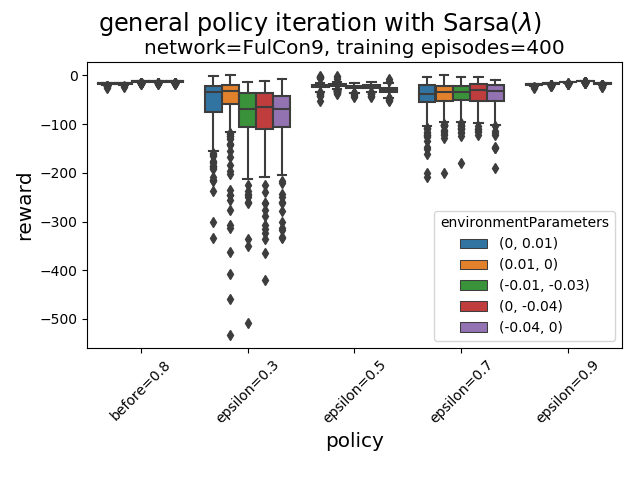 general policy iteration with Sarsa(λ)
network=FulCon9, training episodes=400
reward
0
−100
−200
−300
−400
−500
environmentParameters
(0, 0.01)
(0.01, 0)
(-0.01, -0.03)
(0, -0.04)
(-0.04, 0)
before=0.8
epsilon=0.3
epsilon=0.5
epsilon=0.7
epsilon=0.9
policy